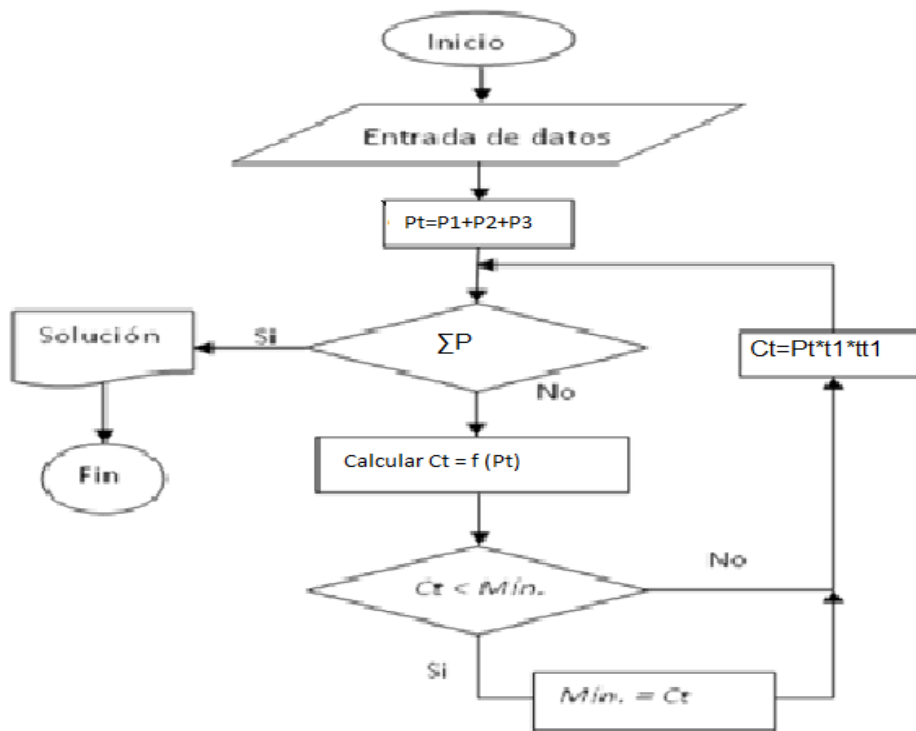 Inicio
Entrada de datos
Pt=P1+P2+P3
∑P
Si
Solución
Fin
No
Calcular Ct = f (Pt)
Ct < Mín.
No
Si
Mín. = Ct
Ct=Pt*t1*tt1